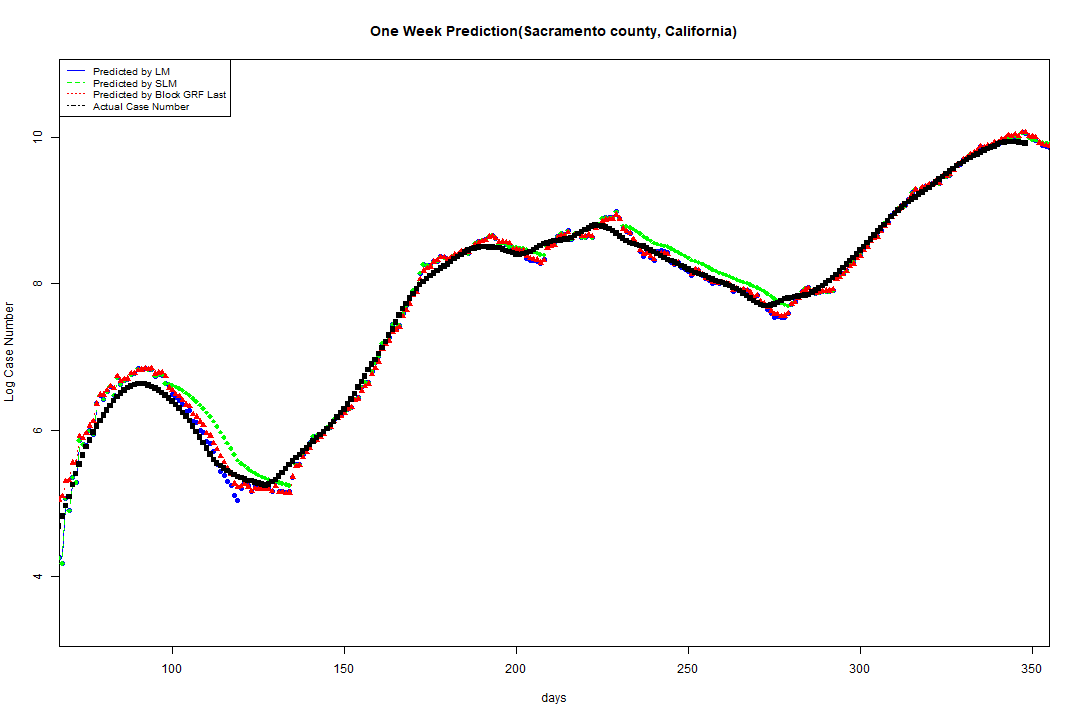 One Week Prediction(Sacramento county, California)
Predicted by LM
Predicted by SLM
Predicted by Block GRF Last
Actual Case Number
10
8
6
4
Log Case Number
100 150 200 250 300 350
days